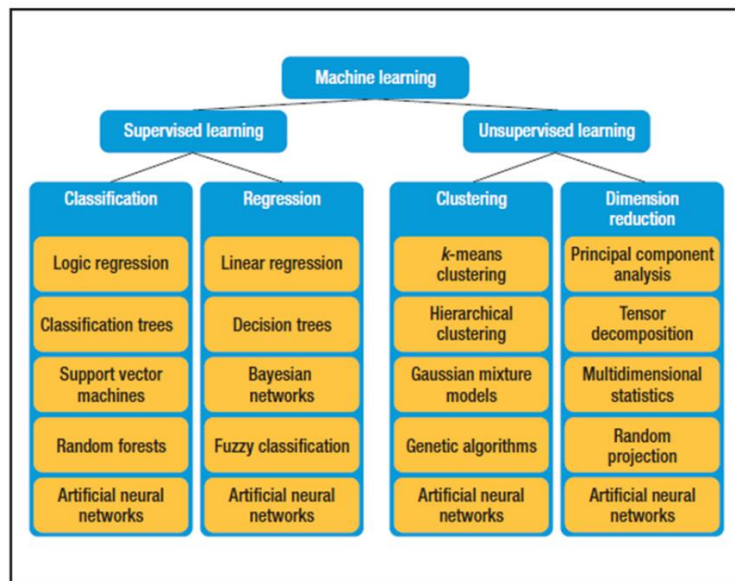 Machine learning
Supervised learning
Unsupervised learning
Classification
Logic regression
Classification trees
Support vector
machines
Random forests
Artificial neural
networks
Regression
Linear regression
Decision trees
Bayesian
networks
Fuzzy classification
Artificial neural
networks
Clustering
k-means
clustering
Hierarchical
clustering
Gaussian mixture
models
Genetic algorithms
Artificial neural
networks
Dimension
reduction
Principal component
analysis
Tensor
decomposition
Multidimensional
statistics
Random
projection
Artificial neural
networks